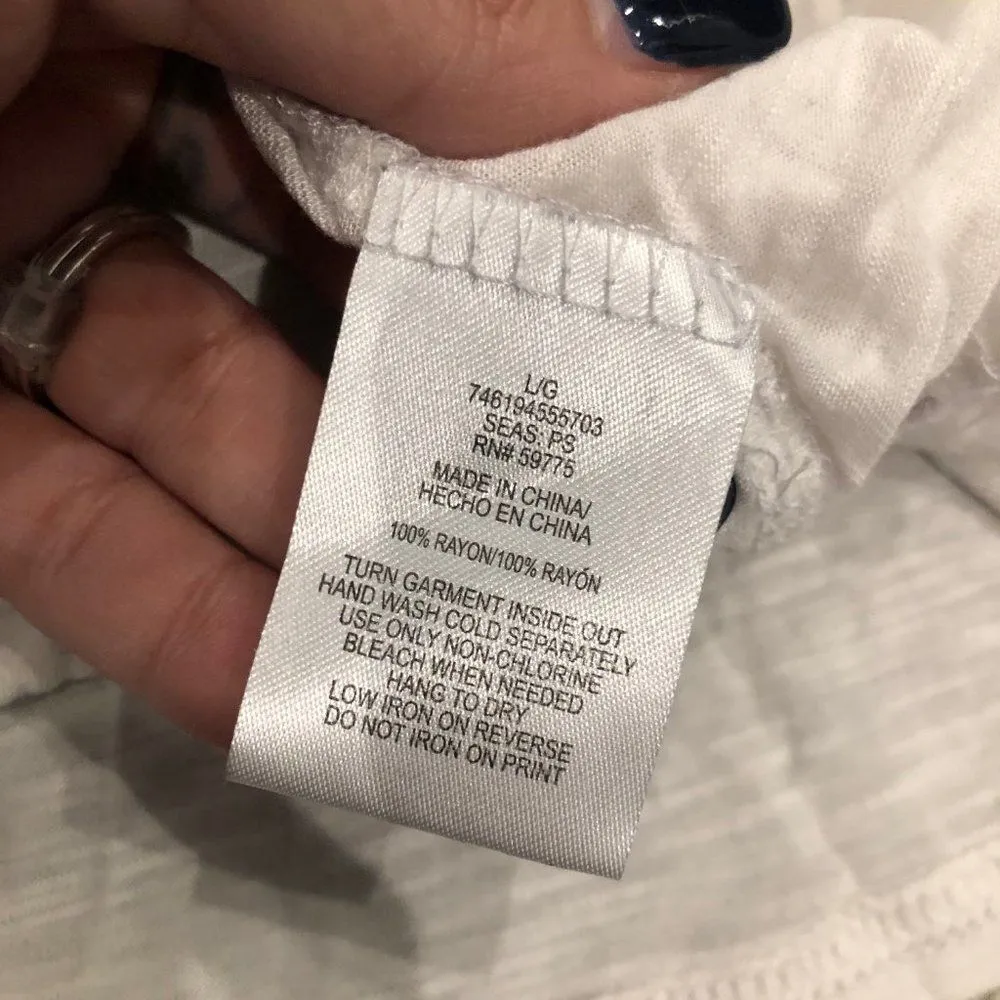 L/G
746194555703
SEAS: PS
RN# 59775
MADE IN CHINA/
HECHO EN CHINA
100% RAYON/100% RAYÓN
TURN GARMENT INSIDE OUT
HAND WASH COLD SEPARATELY
USE ONLY NON-CHLORINE
BLEACH WHEN NEEDED
HANG TO DRY
LOW IRON ON REVERSE
DO NOT IRON ON PRINT